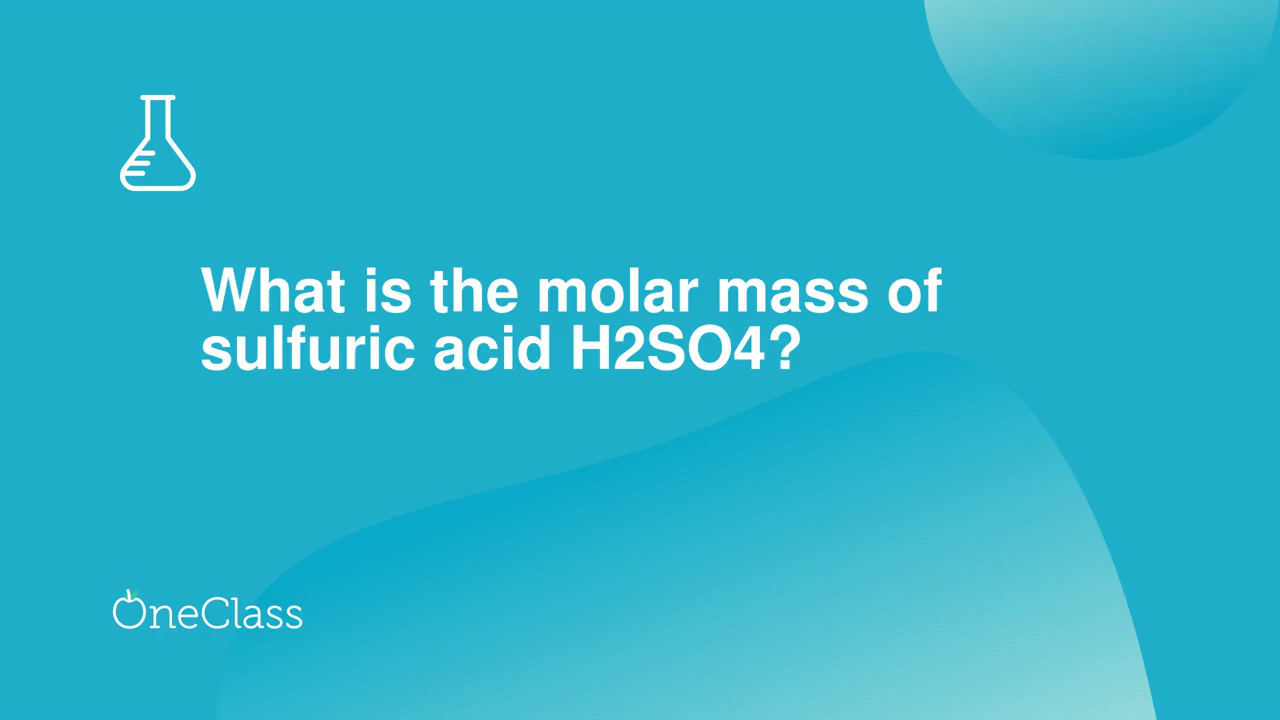 What is the molar mass of
sulfuric acid H2SO4?
OneClass